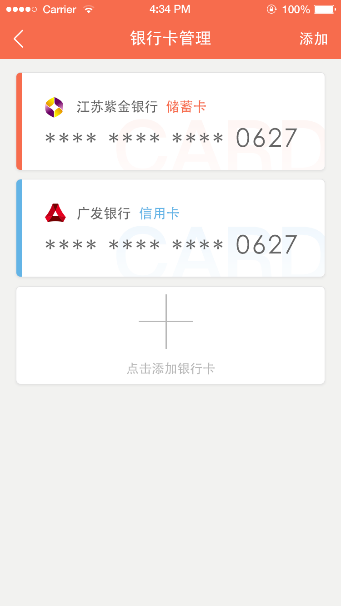 Carrier 4:34 PM 100%
银行卡管理 添加
CARD
江苏紫金银行 储蓄卡
**** **** **** 0627
CARD
广发银行 信用卡
**** **** **** 0627
点击添加银行卡